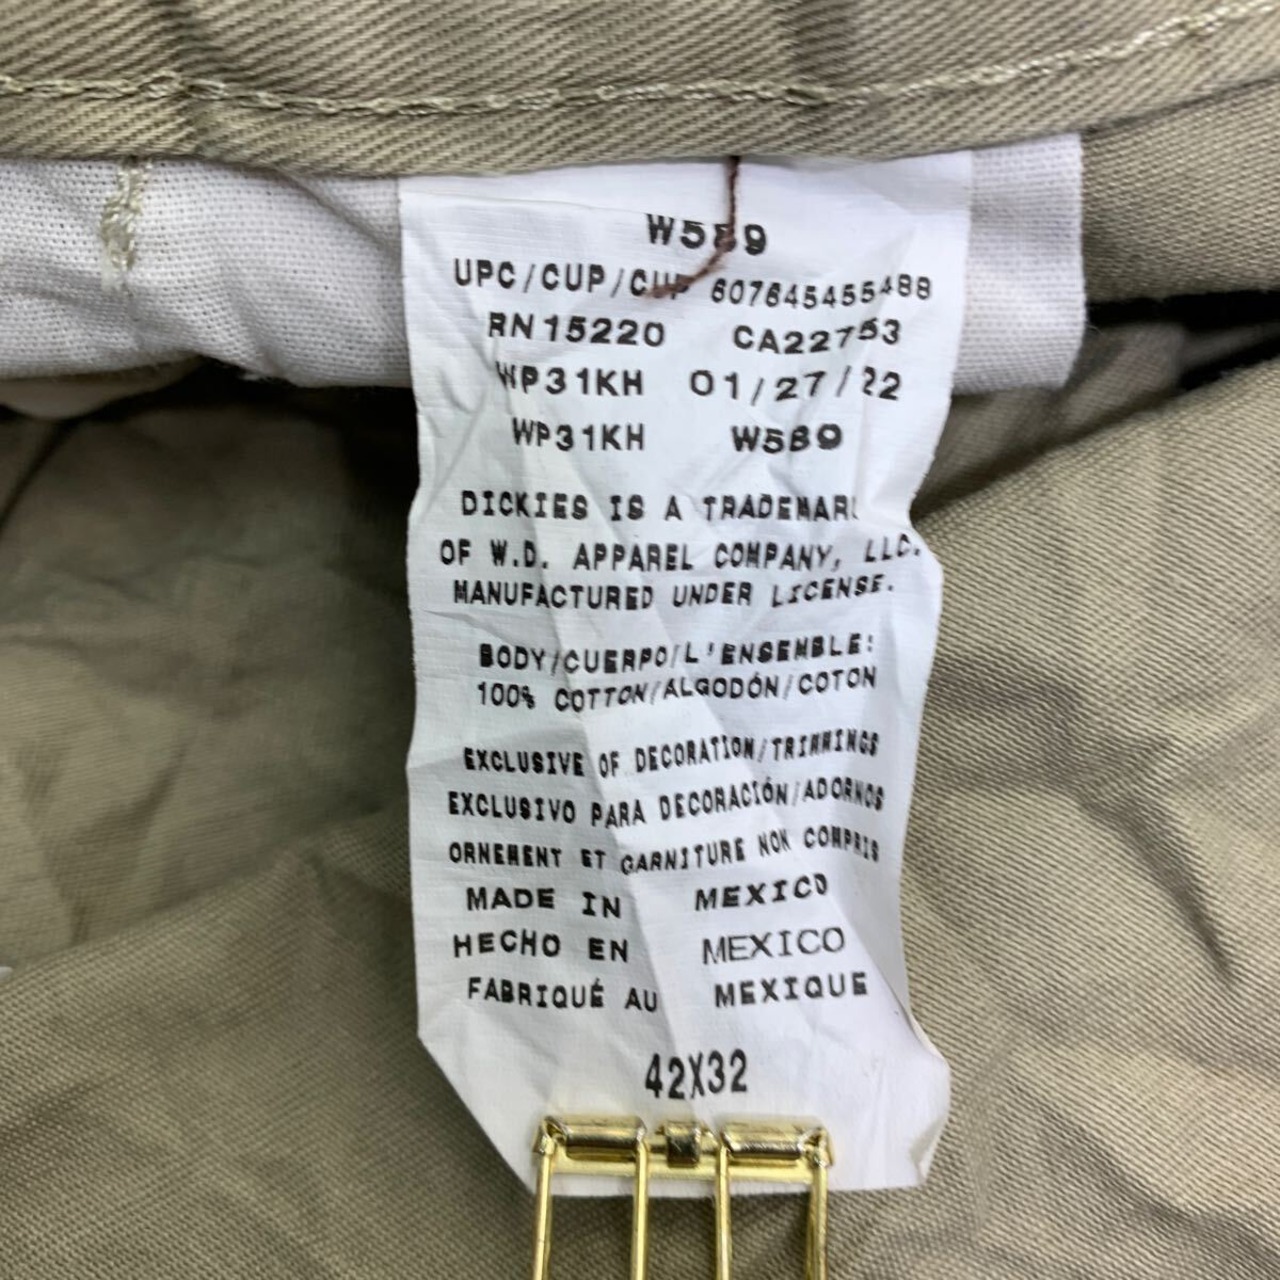 W589
UPC/CUP/CUP 607645455488
RN 15220 CA22753
WP31KH 01/27/22
WP31KH W589
DICKIES IS A TRADEMARK
OF W.D. APPAREL COMPANY, LLC.
MANUFACTURED UNDER LICENSE.
BODY/CUERPO/L'ENSEMBLE:
100% COTTON/ALGODÓN/COTON
EXCLUSIVE OF DECORATION/TRIMMINGS
EXCLUSIVO PARA DECORACIÓN/ADORNOS
ORNEMENT ET GARNITURE NON COMPRIS
MADE IN MEXICO
HECHO EN MEXICO
FABRIQUÉ AU MEXIQUE
42X32